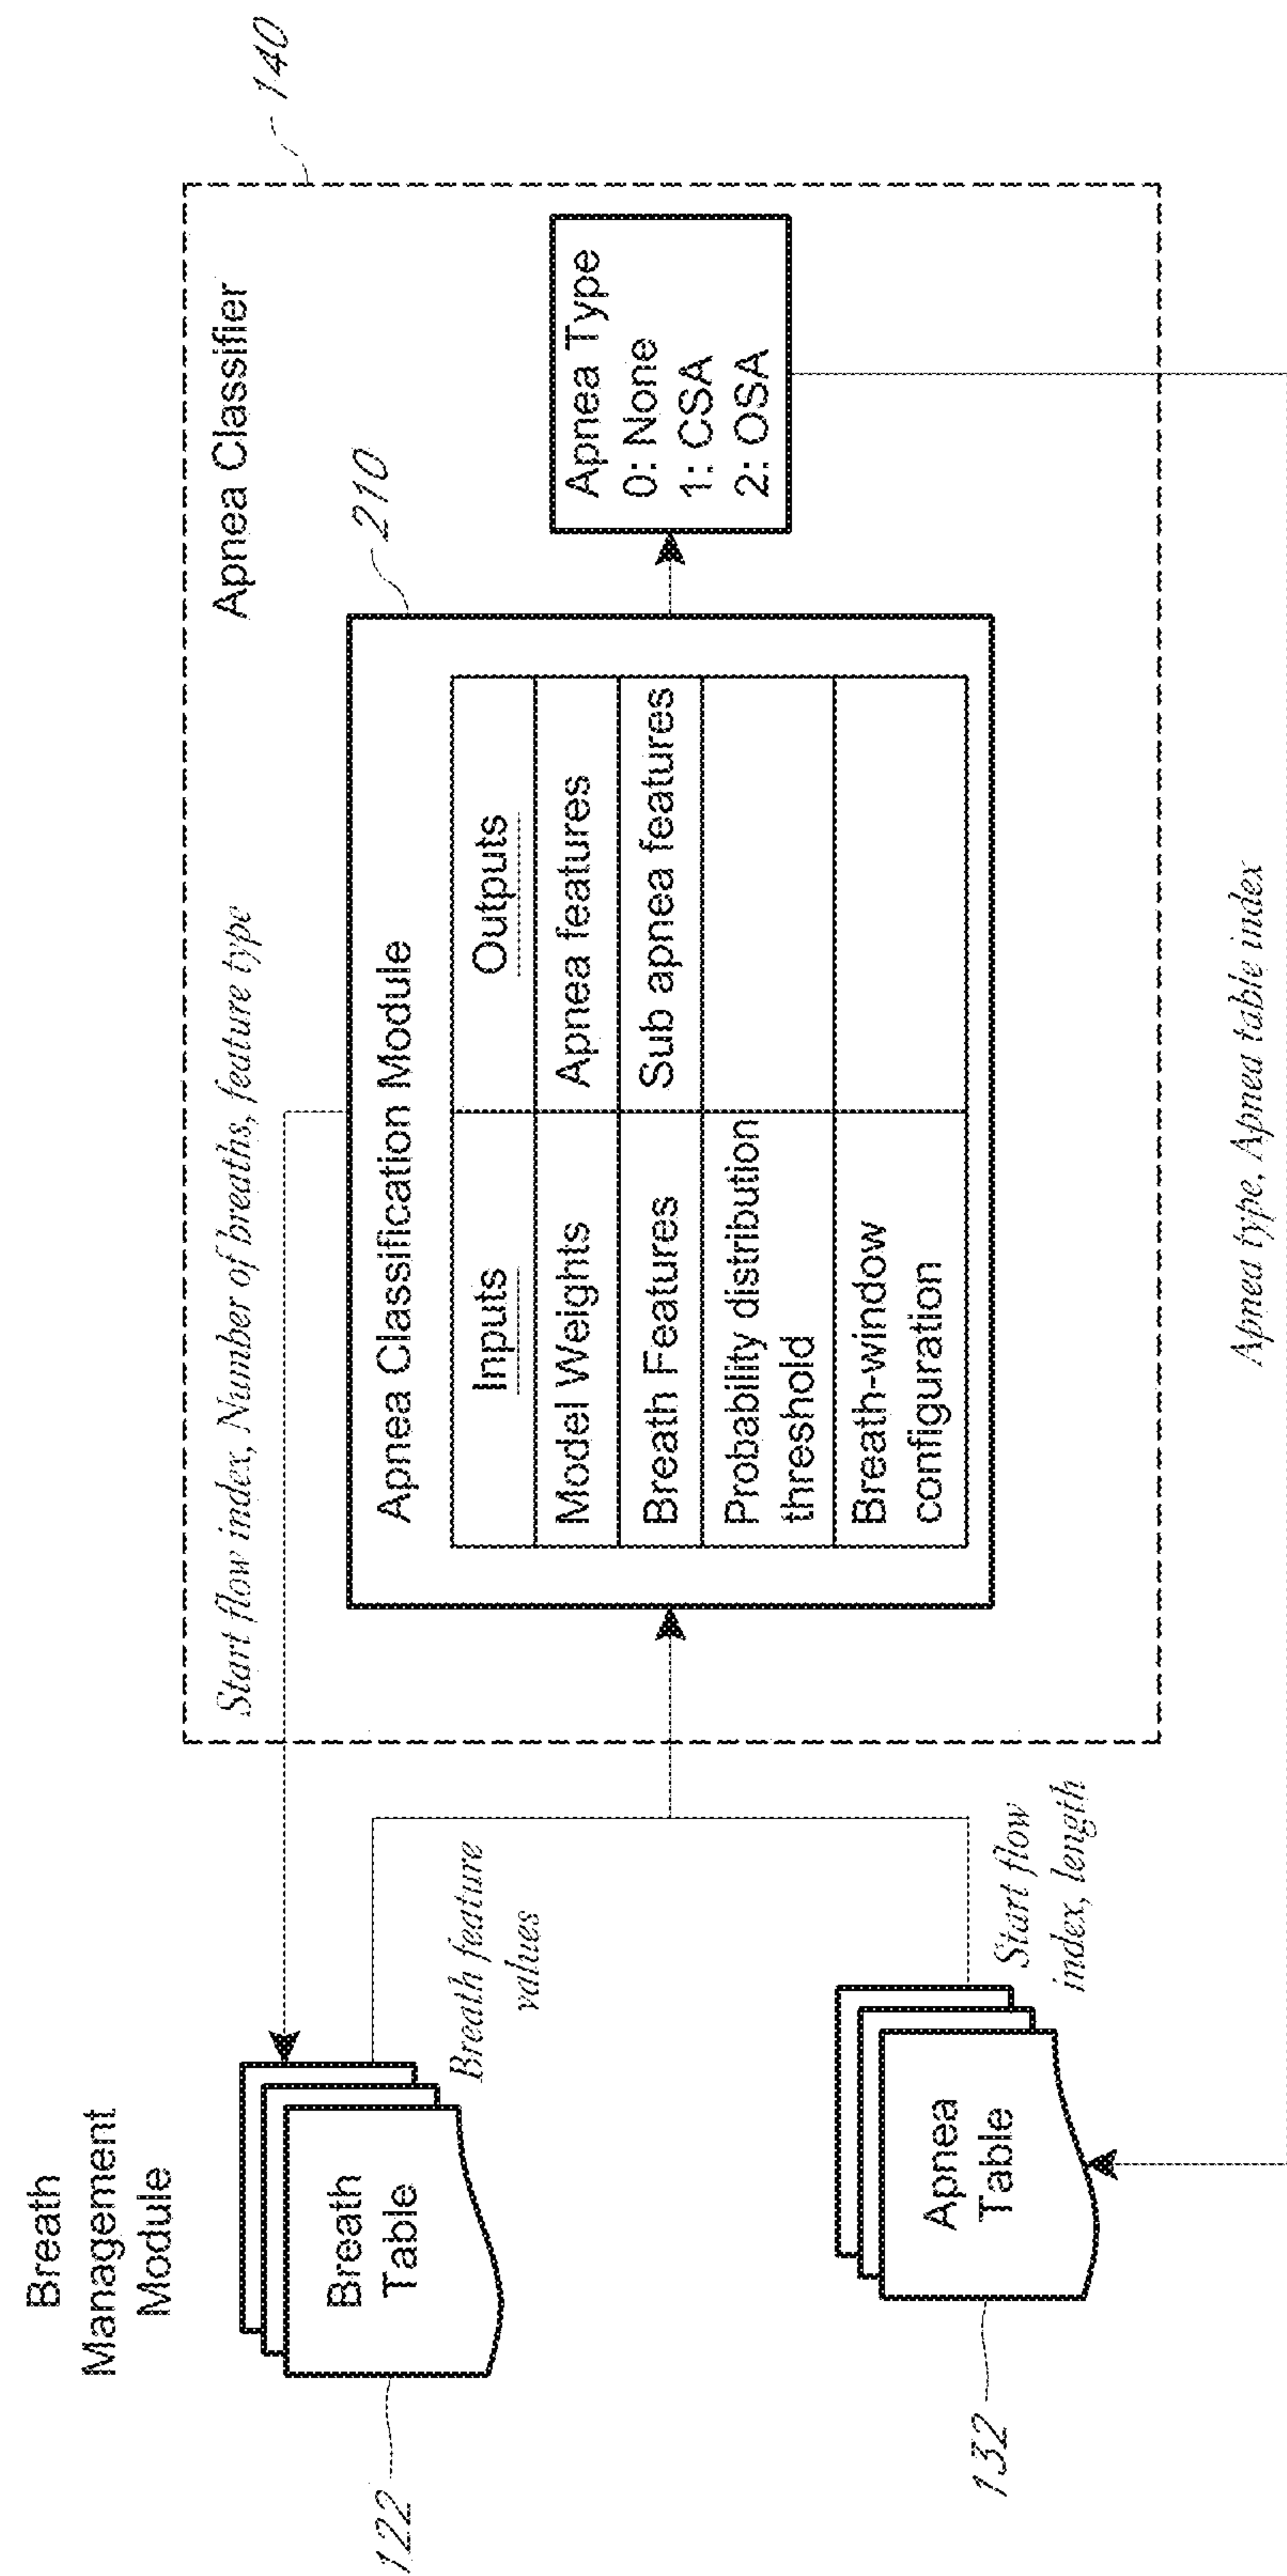 Breath
Management
Module
Breath
Table
122
Breath feature
values
Apnea
Table
132
Start flow
index, length
Start flow index, Number of breaths, feature type
Apnea Classifier
140
Apnea Classification Module
210
Inputs
Outputs
Model Weights
Apnea features
Breath Features
Sub apnea features
Probability distribution
threshold
Breath-window
configuration
Apnea Type
0: None
1: CSA
2: OSA
Apnea type, Apnea table index